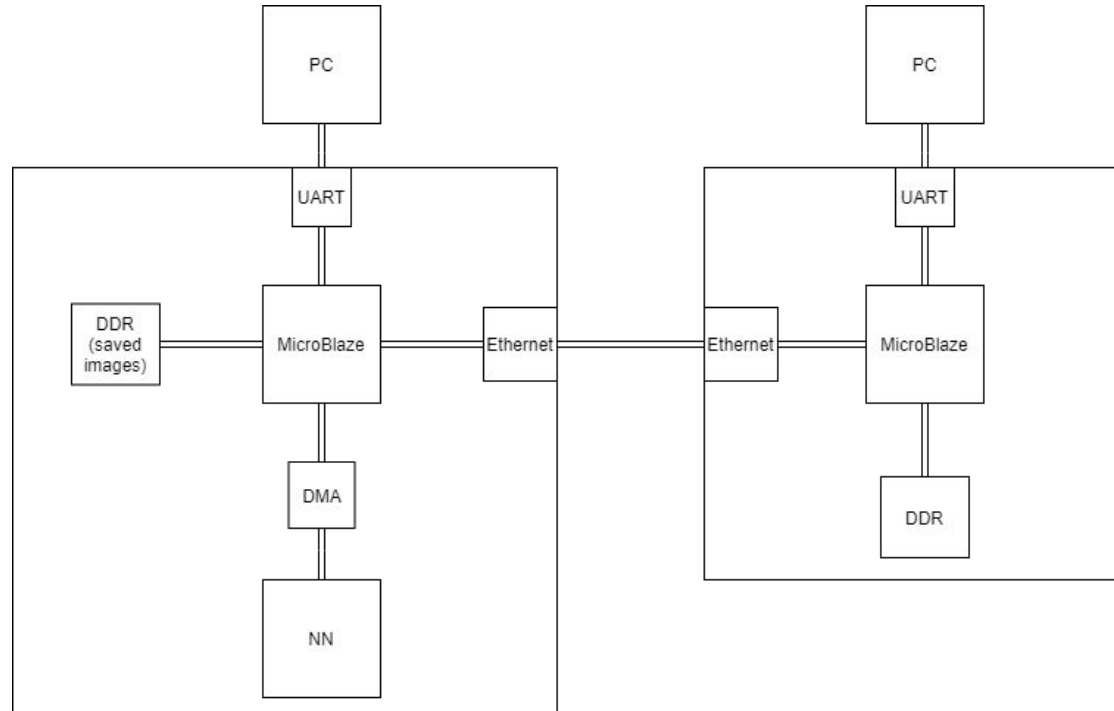 PC
PC
UART
UART
DDR
(saved
images)
MicroBlaze
Ethernet
Ethernet
MicroBlaze
DMA
DDR
NN